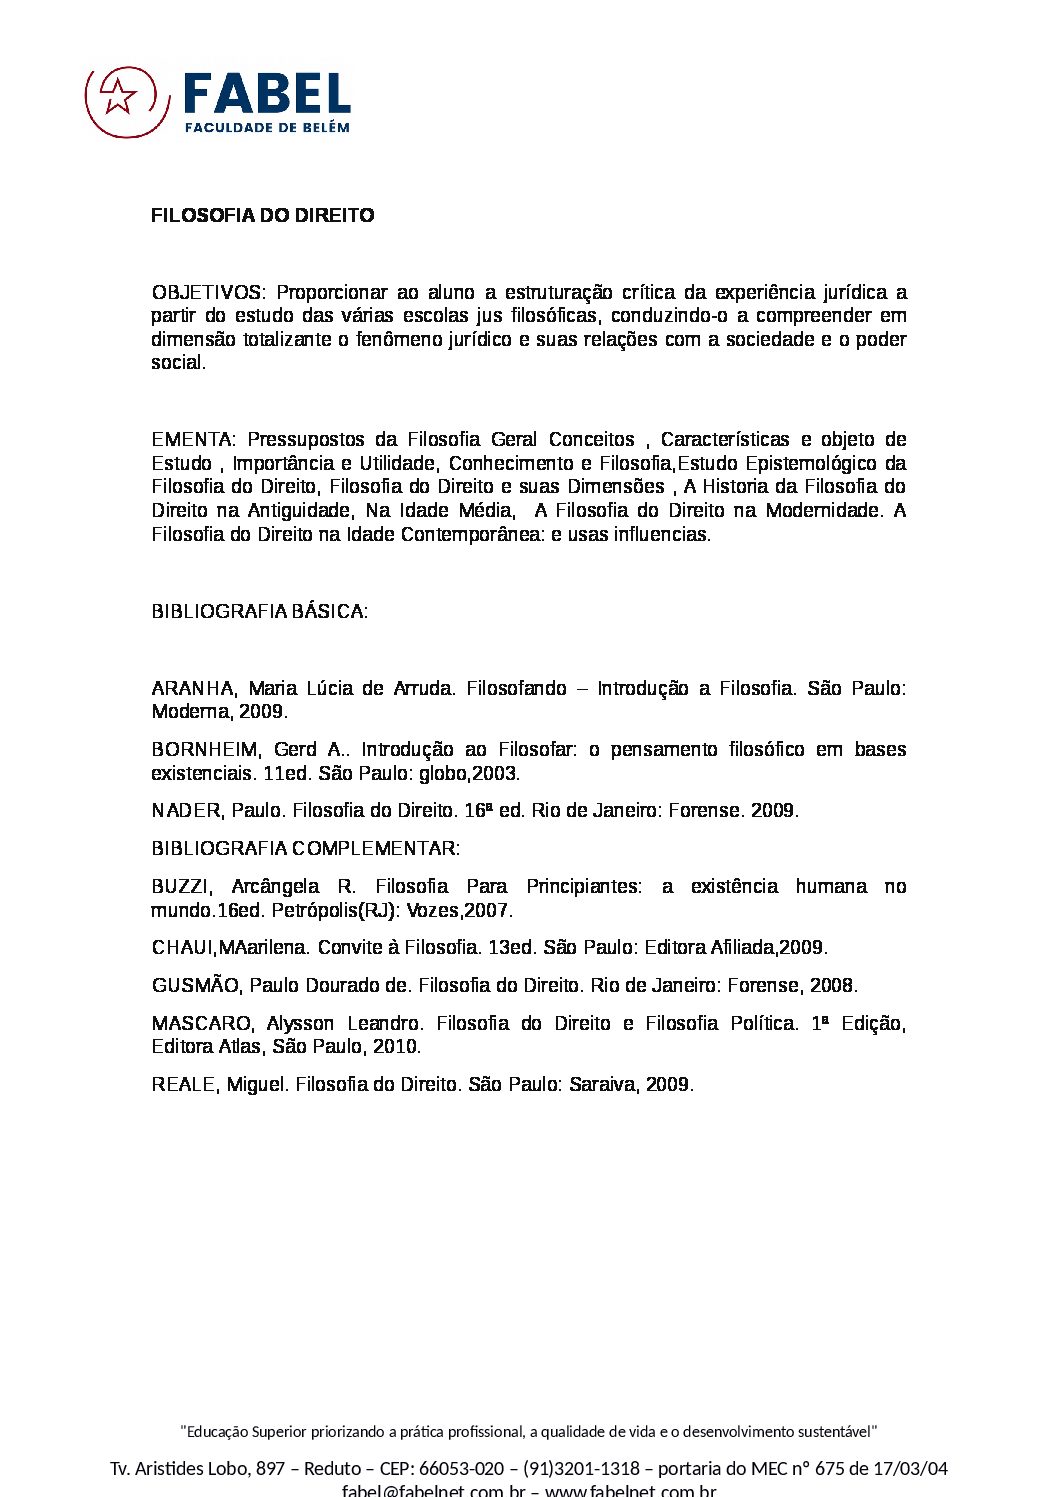 FABEL
FACULDADE DE BELÉM
FILOSOFIA DO DIREITO
OBJETIVOS: Proporcionar ao aluno a estruturação crítica da experiência jurídica a
partir do estudo das várias escolas jus filosóficas, conduzindo-o a compreender em
dimensão totalizante o fenômeno jurídico e suas relações com a sociedade e o poder
social.
EMENTA: Pressupostos da Filosofia Geral Conceitos , Características e objeto de
Estudo , Importância e Utilidade, Conhecimento e Filosofia,Estudo Epistemológico da
Filosofia do Direito, Filosofia do Direito e suas Dimensões , A Historia da Filosofia do
Direito na Antiguidade, Na Idade Média,  A Filosofia do Direito na Modernidade. A
Filosofia do Direito na Idade Contemporânea: e usas influencias.
BIBLIOGRAFIA BÁSICA:
ARANHA, Maria Lúcia de Arruda. Filosofando – Introdução a Filosofia. São Paulo:
Moderna, 2009.
BORNHEIM, Gerd A.. Introdução ao Filosofar: o pensamento filosófico em bases
existenciais. 11ed. São Paulo: globo,2003.
NADER, Paulo. Filosofia do Direito. 16ª ed. Rio de Janeiro: Forense. 2009.
BIBLIOGRAFIA COMPLEMENTAR:
BUZZI, Arcângela R. Filosofia Para Principiantes: a existência humana no
mundo.16ed. Petrópolis(RJ): Vozes,2007.
CHAUI,MAarilena. Convite à Filosofia. 13ed. São Paulo: Editora Afiliada,2009.
GUSMÃO, Paulo Dourado de. Filosofia do Direito. Rio de Janeiro: Forense, 2008.
MASCARO, Alysson Leandro. Filosofia do Direito e Filosofia Política. 1ª Edição,
Editora Atlas, São Paulo, 2010.
REALE, Miguel. Filosofia do Direito. São Paulo: Saraiva, 2009.
"Educação Superior priorizando a prática profissional, a qualidade de vida e o desenvolvimento sustentável"
Tv. Aristides Lobo, 897 – Reduto – CEP: 66053-020 – (91)3201-1318 – portaria do MEC nº 675 de 17/03/04
fabel@fabelnet.com.br – www.fabelnet.com.br